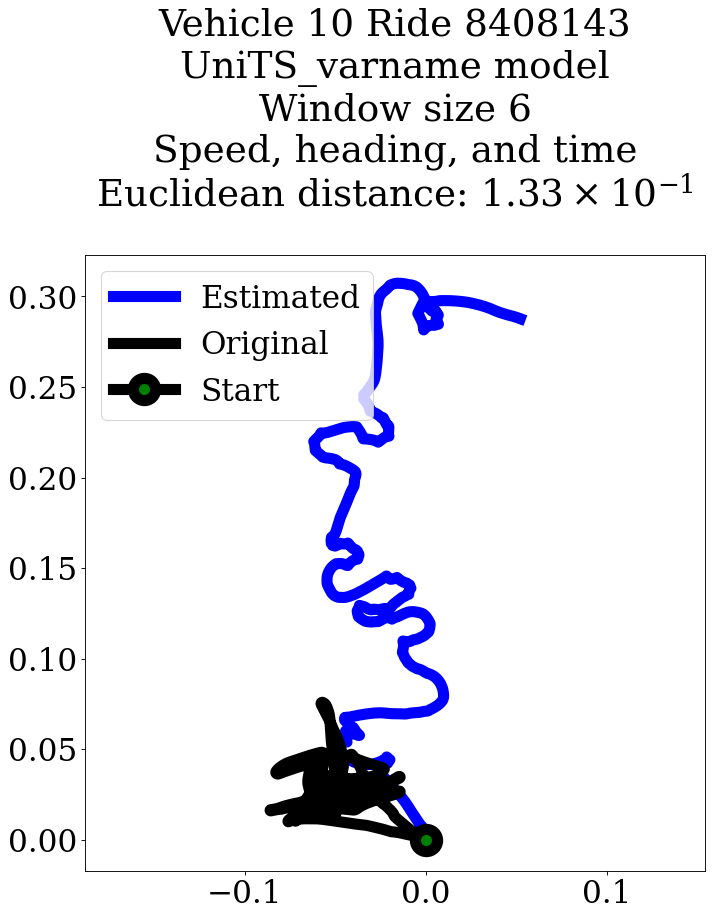 Vehicle 10 Ride 8408143
UniTS_varname model
Window size 6
Speed, heading, and time
Euclidean distance: 1.33 × 10⁻¹
Estimated
Original
Start
0.30
0.25
0.20
0.15
0.10
0.05
0.00
−0.1
0.0
0.1